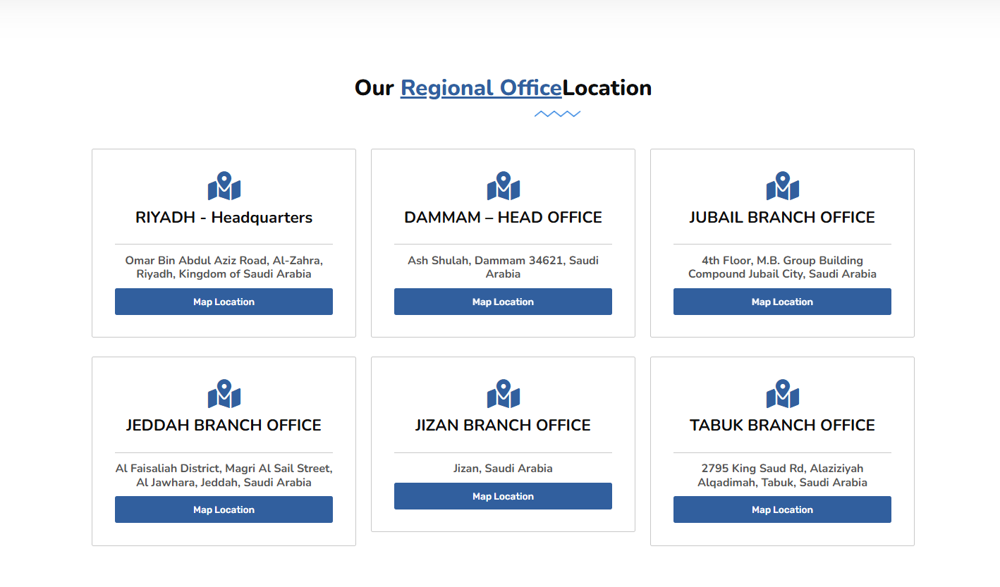 Our Regional OfficeLocation
RIYADH - Headquarters
Omar Bin Abdul Aziz Road, Al-Zahra,
Riyadh, Kingdom of Saudi Arabia
Map Location
DAMMAM – HEAD OFFICE
Ash Shulah, Dammam 34621, Saudi
Arabia
Map Location
JUBAIL BRANCH OFFICE
4th Floor, M.B. Group Building
Compound Jubail City, Saudi Arabia
Map Location
JEDDAH BRANCH OFFICE
Al Faisaliah District, Magri Al Sail Street,
Al Jawhara, Jeddah, Saudi Arabia
Map Location
JIZAN BRANCH OFFICE
Jizan, Saudi Arabia
Map Location
TABUK BRANCH OFFICE
2795 King Saud Rd, Alaziziyah
Alqadimah, Tabuk, Saudi Arabia
Map Location